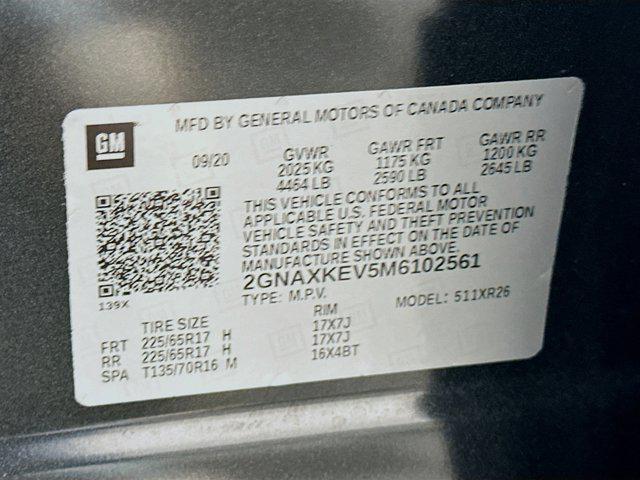 MFD BY GENERAL MOTORS OF CANADA COMPANY
GM
09/20 GVWR GAWR FRT GAWR RR
2025 KG 1175 KG 1200 KG
4464 LB 2590 LB 2645 LB
THIS VEHICLE CONFORMS TO ALL
APPLICABLE U.S. FEDERAL MOTOR
VEHICLE SAFETY AND THEFT PREVENTION
STANDARDS IN EFFECT ON THE DATE OF
MANUFACTURE SHOWN ABOVE.
2GNAXKEV5M6102561
139X
TYPE: M.P.V. MODEL: 511XR26
TIRE SIZE RIM
FRT 225/65R17 H 17X7J
RR 225/65R17 H 17X7J
SPA T135/70R16 M 16X4BT